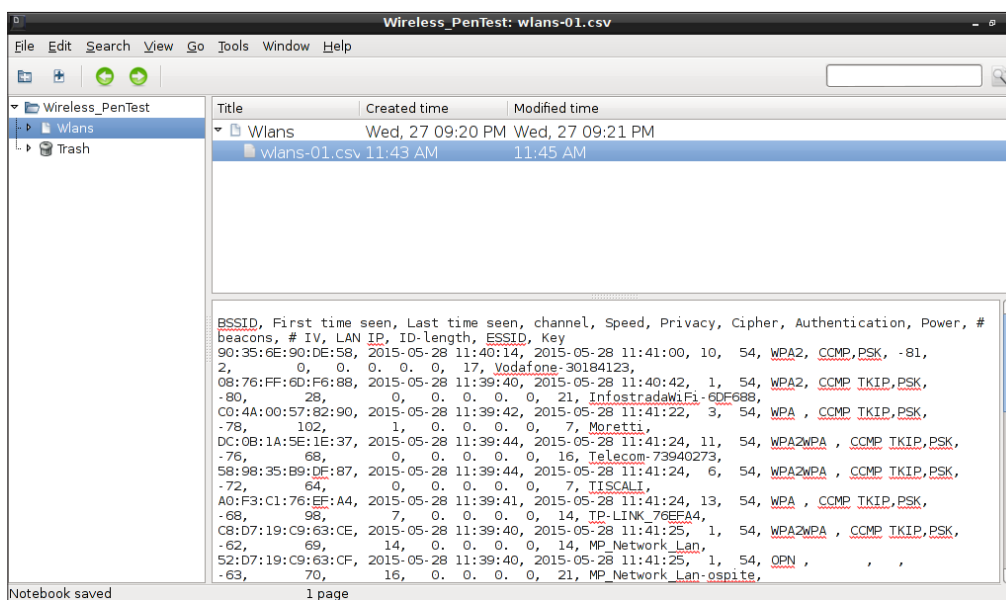 Wireless_PenTest: wlans-01.csv
File Edit Search View Go Tools Window Help
Wireless_PenTest
Wlans
Trash
Title Created time Modified time
Wlans Wed, 27 09:20 PM Wed, 27 09:21 PM
wlans-01.csv 11:43 AM 11:45 AM
BSSID, First time seen, Last time seen, channel, Speed, Privacy, Cipher, Authentication, Power, #
beacons, # IV, LAN IP, ID-length, ESSID, Key
90:35:6E:90:DE:58, 2015-05-28 11:40:14, 2015-05-28 11:41:00, 10, 54, WPA2, CCMP,PSK, -81,
2, 0, 0. 0. 0. 0, 17, Vodafone-30184123,
08:76:FF:6D:F6:88, 2015-05-28 11:39:40, 2015-05-28 11:40:42, 1, 54, WPA2, CCMP TKIP,PSK,
-80, 28, 0, 0. 0. 0. 0, 21, InfostradaWiFi-6DF688,
C0:4A:00:57:82:90, 2015-05-28 11:39:42, 2015-05-28 11:41:22, 3, 54, WPA , CCMP TKIP,PSK,
-78, 102, 1, 0. 0. 0. 0, 7, Moretti,
DC:0B:1A:5E:1E:37, 2015-05-28 11:39:44, 2015-05-28 11:41:24, 11, 54, WPA2WPA , CCMP TKIP,PSK,
-76, 68, 0, 0. 0. 0. 0, 16, Telecom-73940273,
58:98:35:B9:DF:87, 2015-05-28 11:39:44, 2015-05-28 11:41:24, 6, 54, WPA2WPA , CCMP TKIP,PSK,
-72, 64, 0, 0. 0. 0. 0, 7, TISCALI,
A0:F3:C1:76:EF:A4, 2015-05-28 11:39:41, 2015-05-28 11:41:24, 13, 54, WPA , CCMP TKIP,PSK,
-68, 98, 7, 0. 0. 0. 0, 14, TP-LINK_76EFA4,
C8:D7:19:C9:63:CE, 2015-05-28 11:39:40, 2015-05-28 11:41:25, 1, 54, WPA2WPA , CCMP TKIP,PSK,
-62, 69, 14, 0. 0. 0. 0, 14, MP_Network_Lan,
52:D7:19:C9:63:CF, 2015-05-28 11:39:40, 2015-05-28 11:41:25, 1, 54, OPN , , ,
-63, 70, 16, 0. 0. 0. 0, 21, MP_Network_Lan-ospite,
Notebook saved 1 page